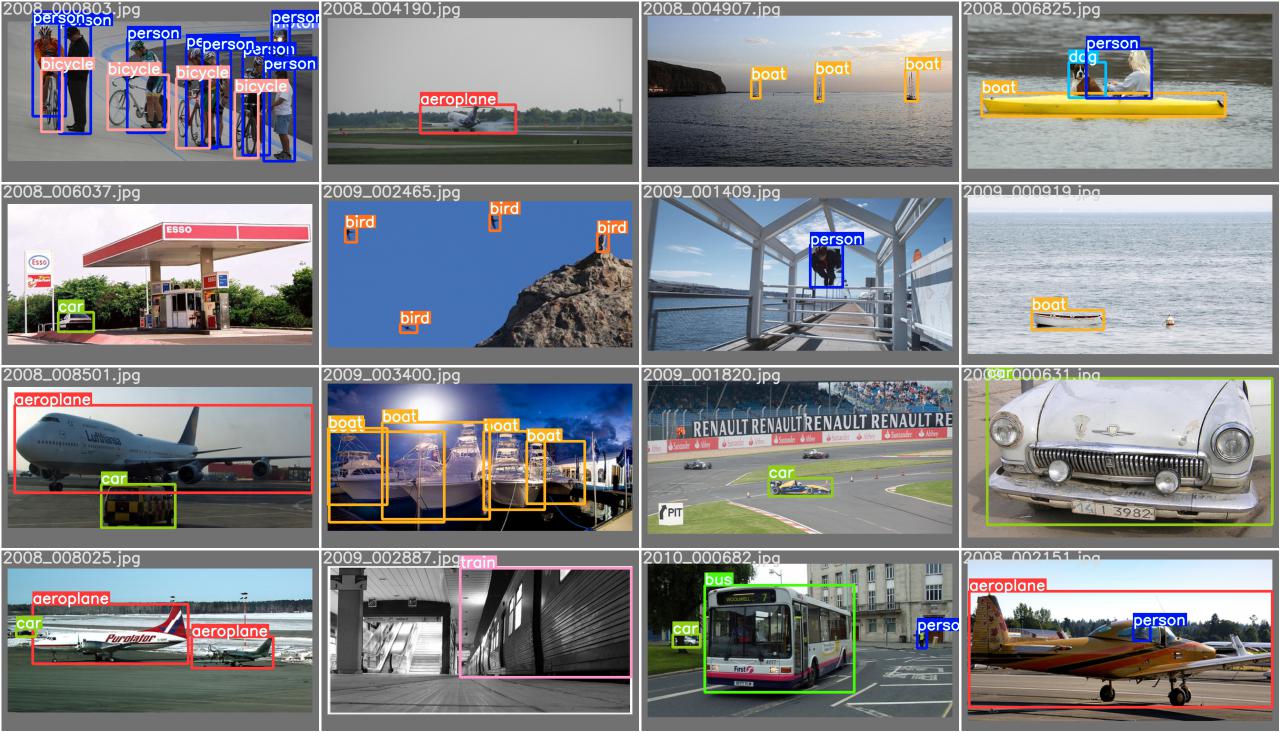 2008_000803.jpg
person
person
person
person
person
person
person
person
bicycle
bicycle
bicycle
bicycle
2008_004190.jpg
aeroplane
2008_004907.jpg
boat
boat
boat
2008_006825.jpg
person
dog
boat
2008_006037.jpg
ESSO
Esso
car
2009_002465.jpg
bird
bird
bird
bird
2009_001409.jpg
person
2009_000919.jpg
boat
2008_008501.jpg
aeroplane
Lufthansa
car
2009_003400.jpg
boat
boat
boat
boat
2009_001820.jpg
RENAULT RENAULT RENAULT RE
Santander
Abbey
car
PIT
000631.jpg
car
14 I 3982
2008_008025.jpg
aeroplane
car
Purolator
aeroplane
2009_002887.jpg
train
2010_000682.jpg
bus
7
car
perso
First
2008_002151.jpg
aeroplane
person